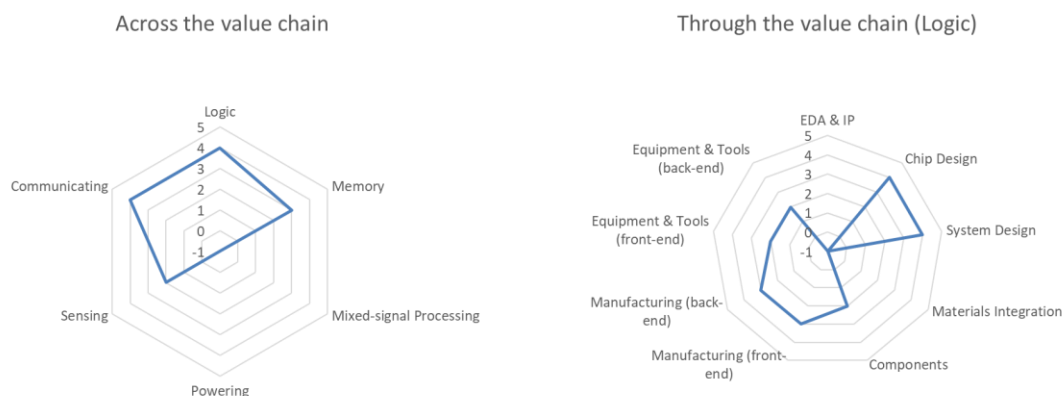 Across the value chain
Logic
5
4
3
2
1
0
-1
Communicating
Memory
Sensing
Mixed-signal Processing
Powering
Through the value chain (Logic)
EDA & IP
5
4
3
2
1
0
-1
Equipment & Tools
(back-end)
Chip Design
Equipment & Tools
(front-end)
System Design
Manufacturing (back-
end)
Materials Integration
Manufacturing (front-
end)
Components